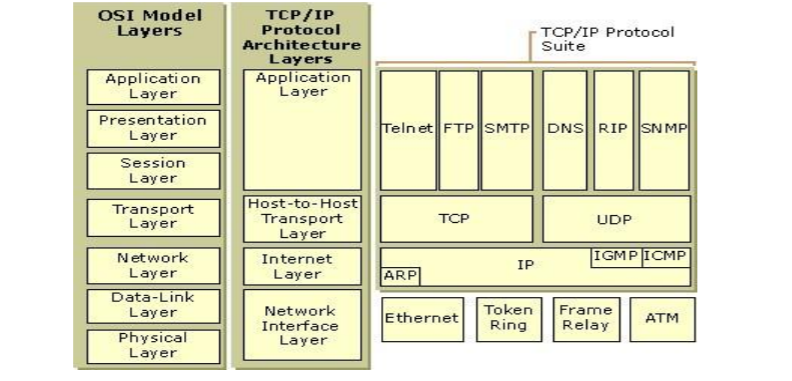 OSI Model
Layers
Application
Layer
Presentation
Layer
Session
Layer
Transport
Layer
Network
Layer
Data-Link
Layer
Physical
Layer
TCP/IP
Protocol
Architecture
Layers
Application
Layer
Host-to-Host
Transport
Layer
Internet
Layer
Network
Interface
Layer
TCP/IP Protocol
Suite
Telnet FTP SMTP DNS RIP SNMP
TCP UDP
IP IGMP ICMP
ARP
Ethernet
Token
Ring
Frame
Relay
ATM